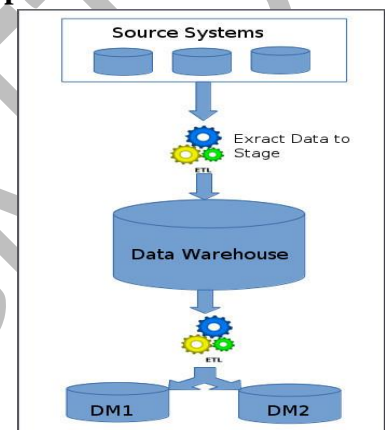 Source Systems
Exract Data to
Stage
ETL
Data Warehouse
ETL
DM1
DM2